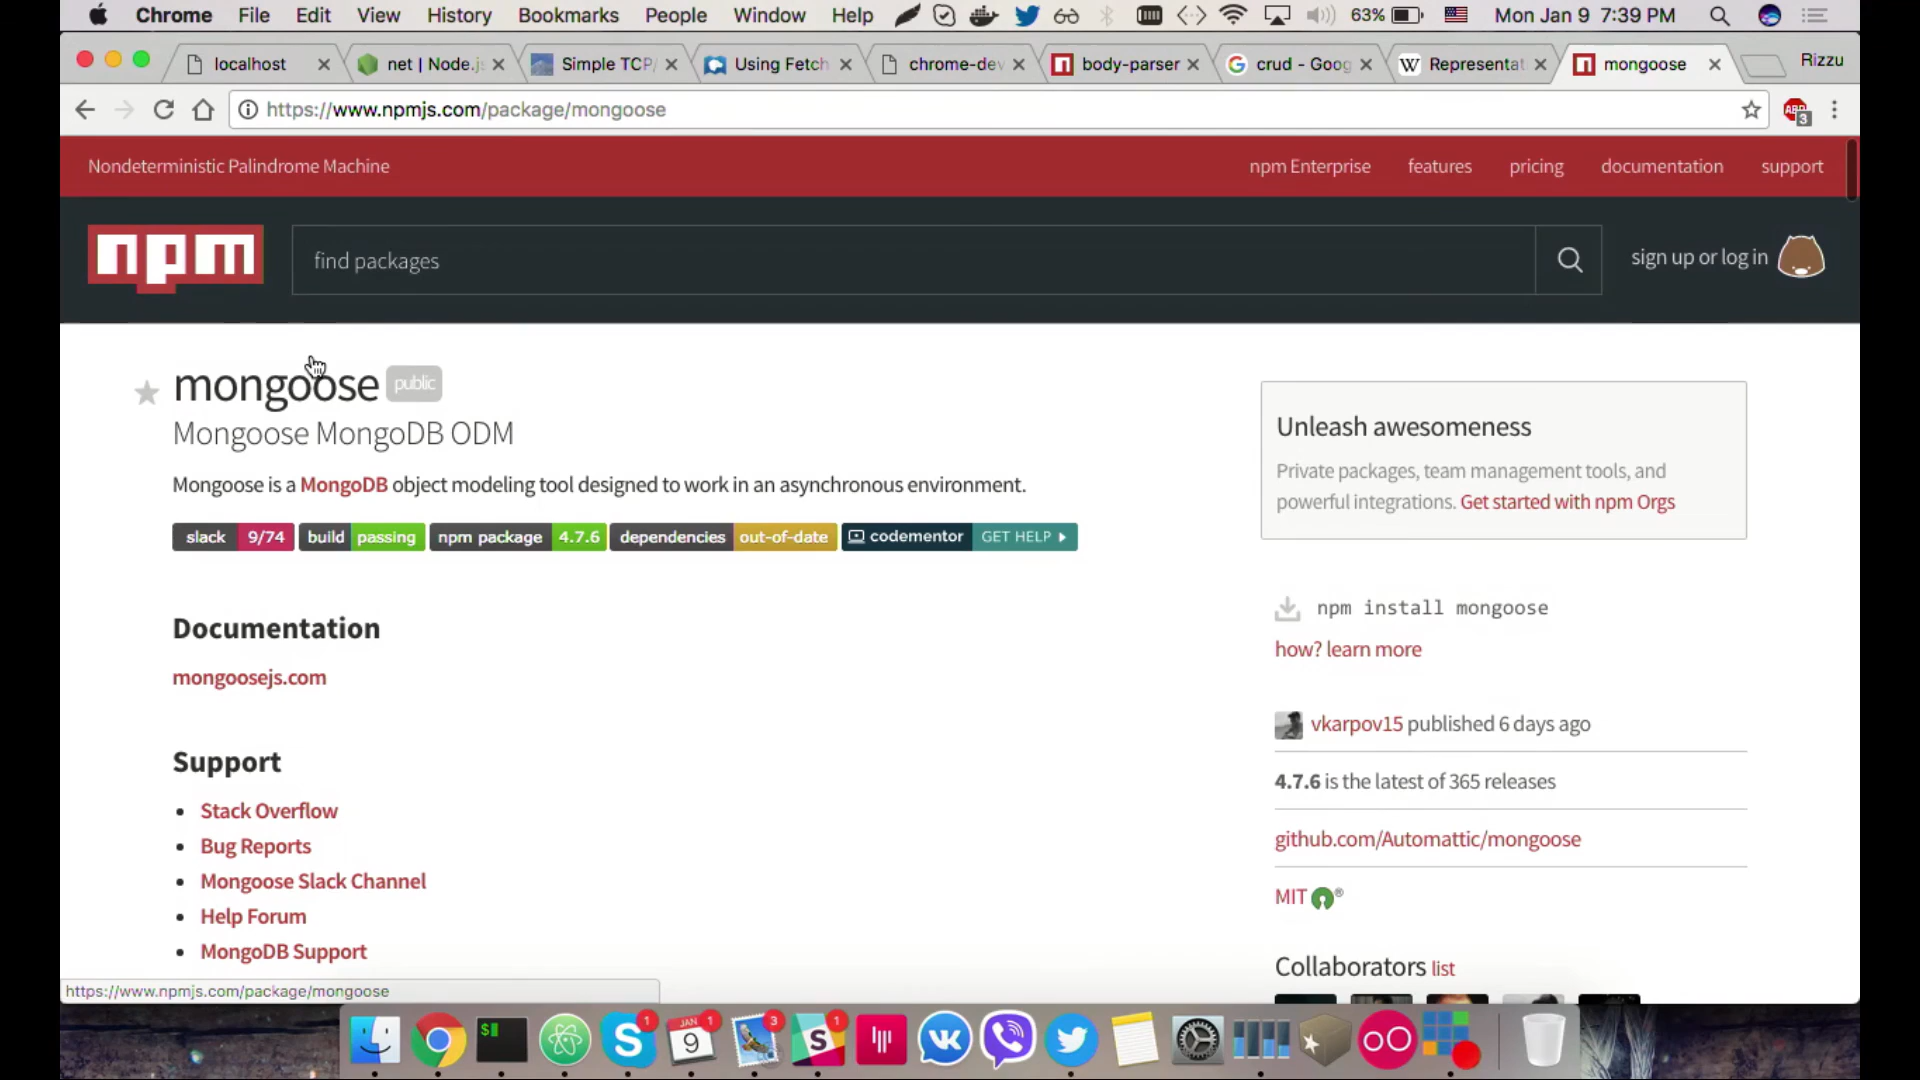 Chrome File Edit View History Bookmarks People Window Help 63% Mon Jan 9 7:39 PM
localhost net | Node.js Simple TCP/ Using Fetch chrome-dev body-parser crud - Goog Representat mongoose Rizzu
https://www.npmjs.com/package/mongoose ABP 3
Nondeterministic Palindrome Machine npm Enterprise features pricing documentation support
npm find packages sign up or log in
mongoose public
Mongoose MongoDB ODM
Mongoose is a MongoDB object modeling tool designed to work in an asynchronous environment.
slack 9/74 build passing npm package 4.7.6 dependencies out-of-date codementor GET HELP
Documentation
mongoosejs.com
Support
Stack Overflow
Bug Reports
Mongoose Slack Channel
Help Forum
MongoDB Support
Unleash awesomeness
Private packages, team management tools, and
powerful integrations. Get started with npm Orgs
npm install mongoose
how? learn more
vkarpov15 published 6 days ago
4.7.6 is the latest of 365 releases
github.com/Automattic/mongoose
MIT ®
Collaborators list
https://www.npmjs.com/package/mongoose
$ 1 JAN 9 1 3 S 1